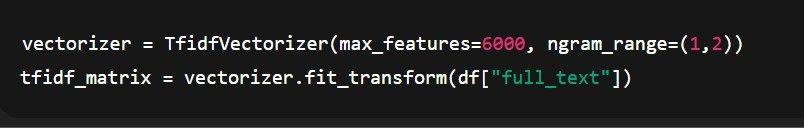 vectorizer = TfidfVectorizer(max_features=6000, ngram_range=(1,2))
tfidf_matrix = vectorizer.fit_transform(df["full_text"])